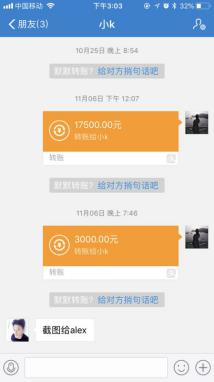 中国移动 下午3:03 52%
朋友(3) 小k
10月25日 晚上 8:54
默默转账？给对方捎句话吧
11月06日 下午 12:07
17500.00元
转账给小k
转账
默默转账？给对方捎句话吧
11月06日 晚上 7:46
3000.00元
转账给小k
转账
默默转账？给对方捎句话吧
截图给alex